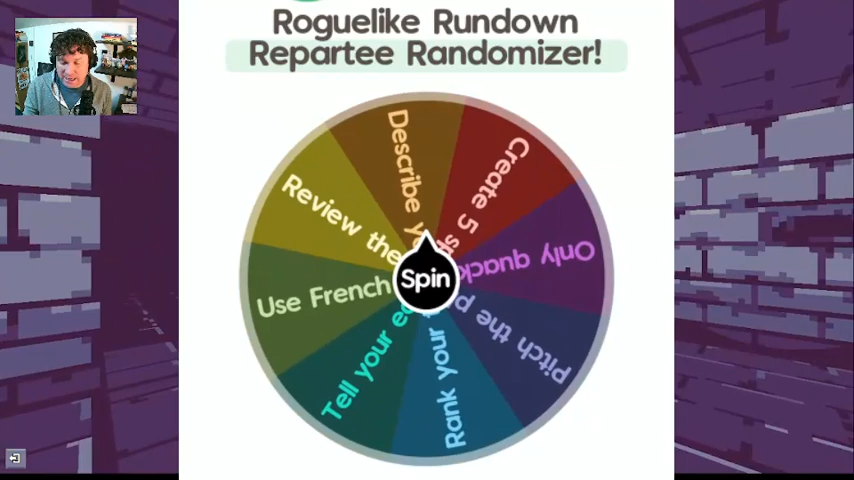 Roguelike Rundown
Repartee Randomizer!
Describe
Create 5
Only quack
Pitch the
Rank your
Tell your
Use French
Review the
Spin